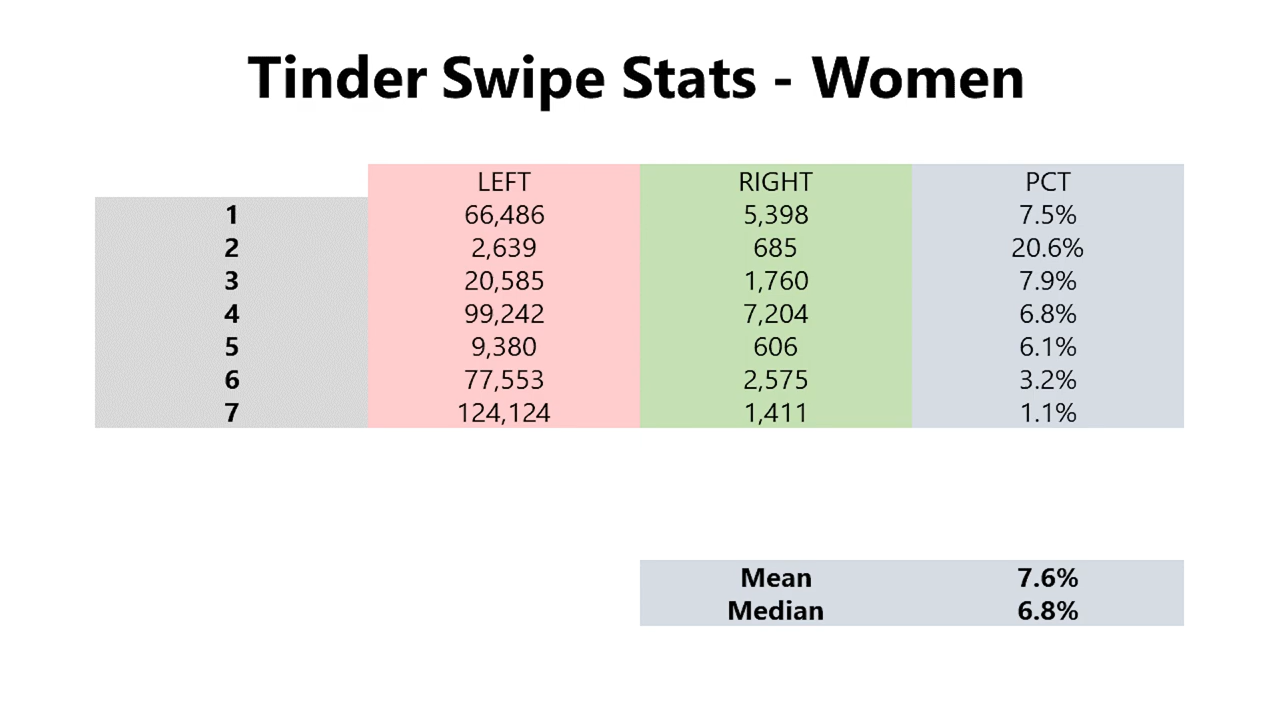 Tinder Swipe Stats - Women
LEFT RIGHT PCT
1 66,486 5,398 7.5%
2 2,639 685 20.6%
3 20,585 1,760 7.9%
4 99,242 7,204 6.8%
5 9,380 606 6.1%
6 77,553 2,575 3.2%
7 124,124 1,411 1.1%
Mean 7.6%
Median 6.8%